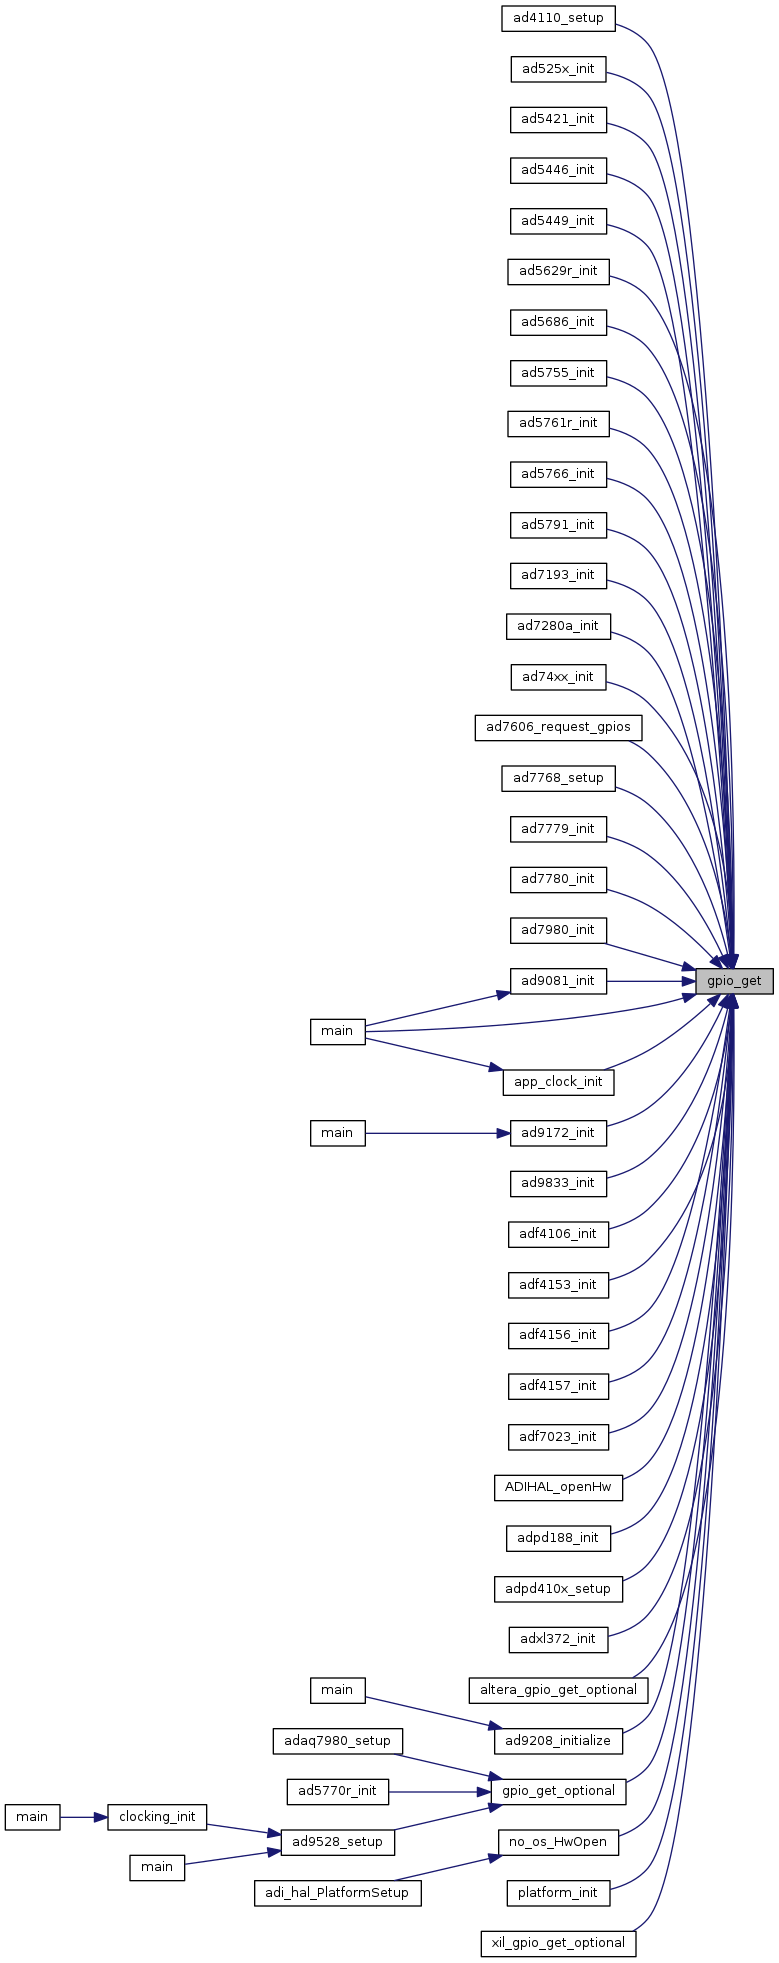 ad4110_setup
ad525x_init
ad5421_init
ad5446_init
ad5449_init
ad5629r_init
ad5686_init
ad5755_init
ad5761r_init
ad5766_init
ad5791_init
ad7193_init
ad7280a_init
ad74xx_init
ad7606_request_gpios
ad7768_setup
ad7779_init
ad7780_init
ad7980_init
ad9081_init
gpio_get
main
app_clock_init
main
ad9172_init
ad9833_init
adf4106_init
adf4153_init
adf4156_init
adf4157_init
adf7023_init
ADIHAL_openHw
adpd188_init
adpd410x_setup
adxl372_init
main
altera_gpio_get_optional
adaq7980_setup
ad9208_initialize
ad5770r_init
gpio_get_optional
main
clocking_init
ad9528_setup
no_os_HwOpen
main
adi_hal_PlatformSetup
platform_init
xil_gpio_get_optional